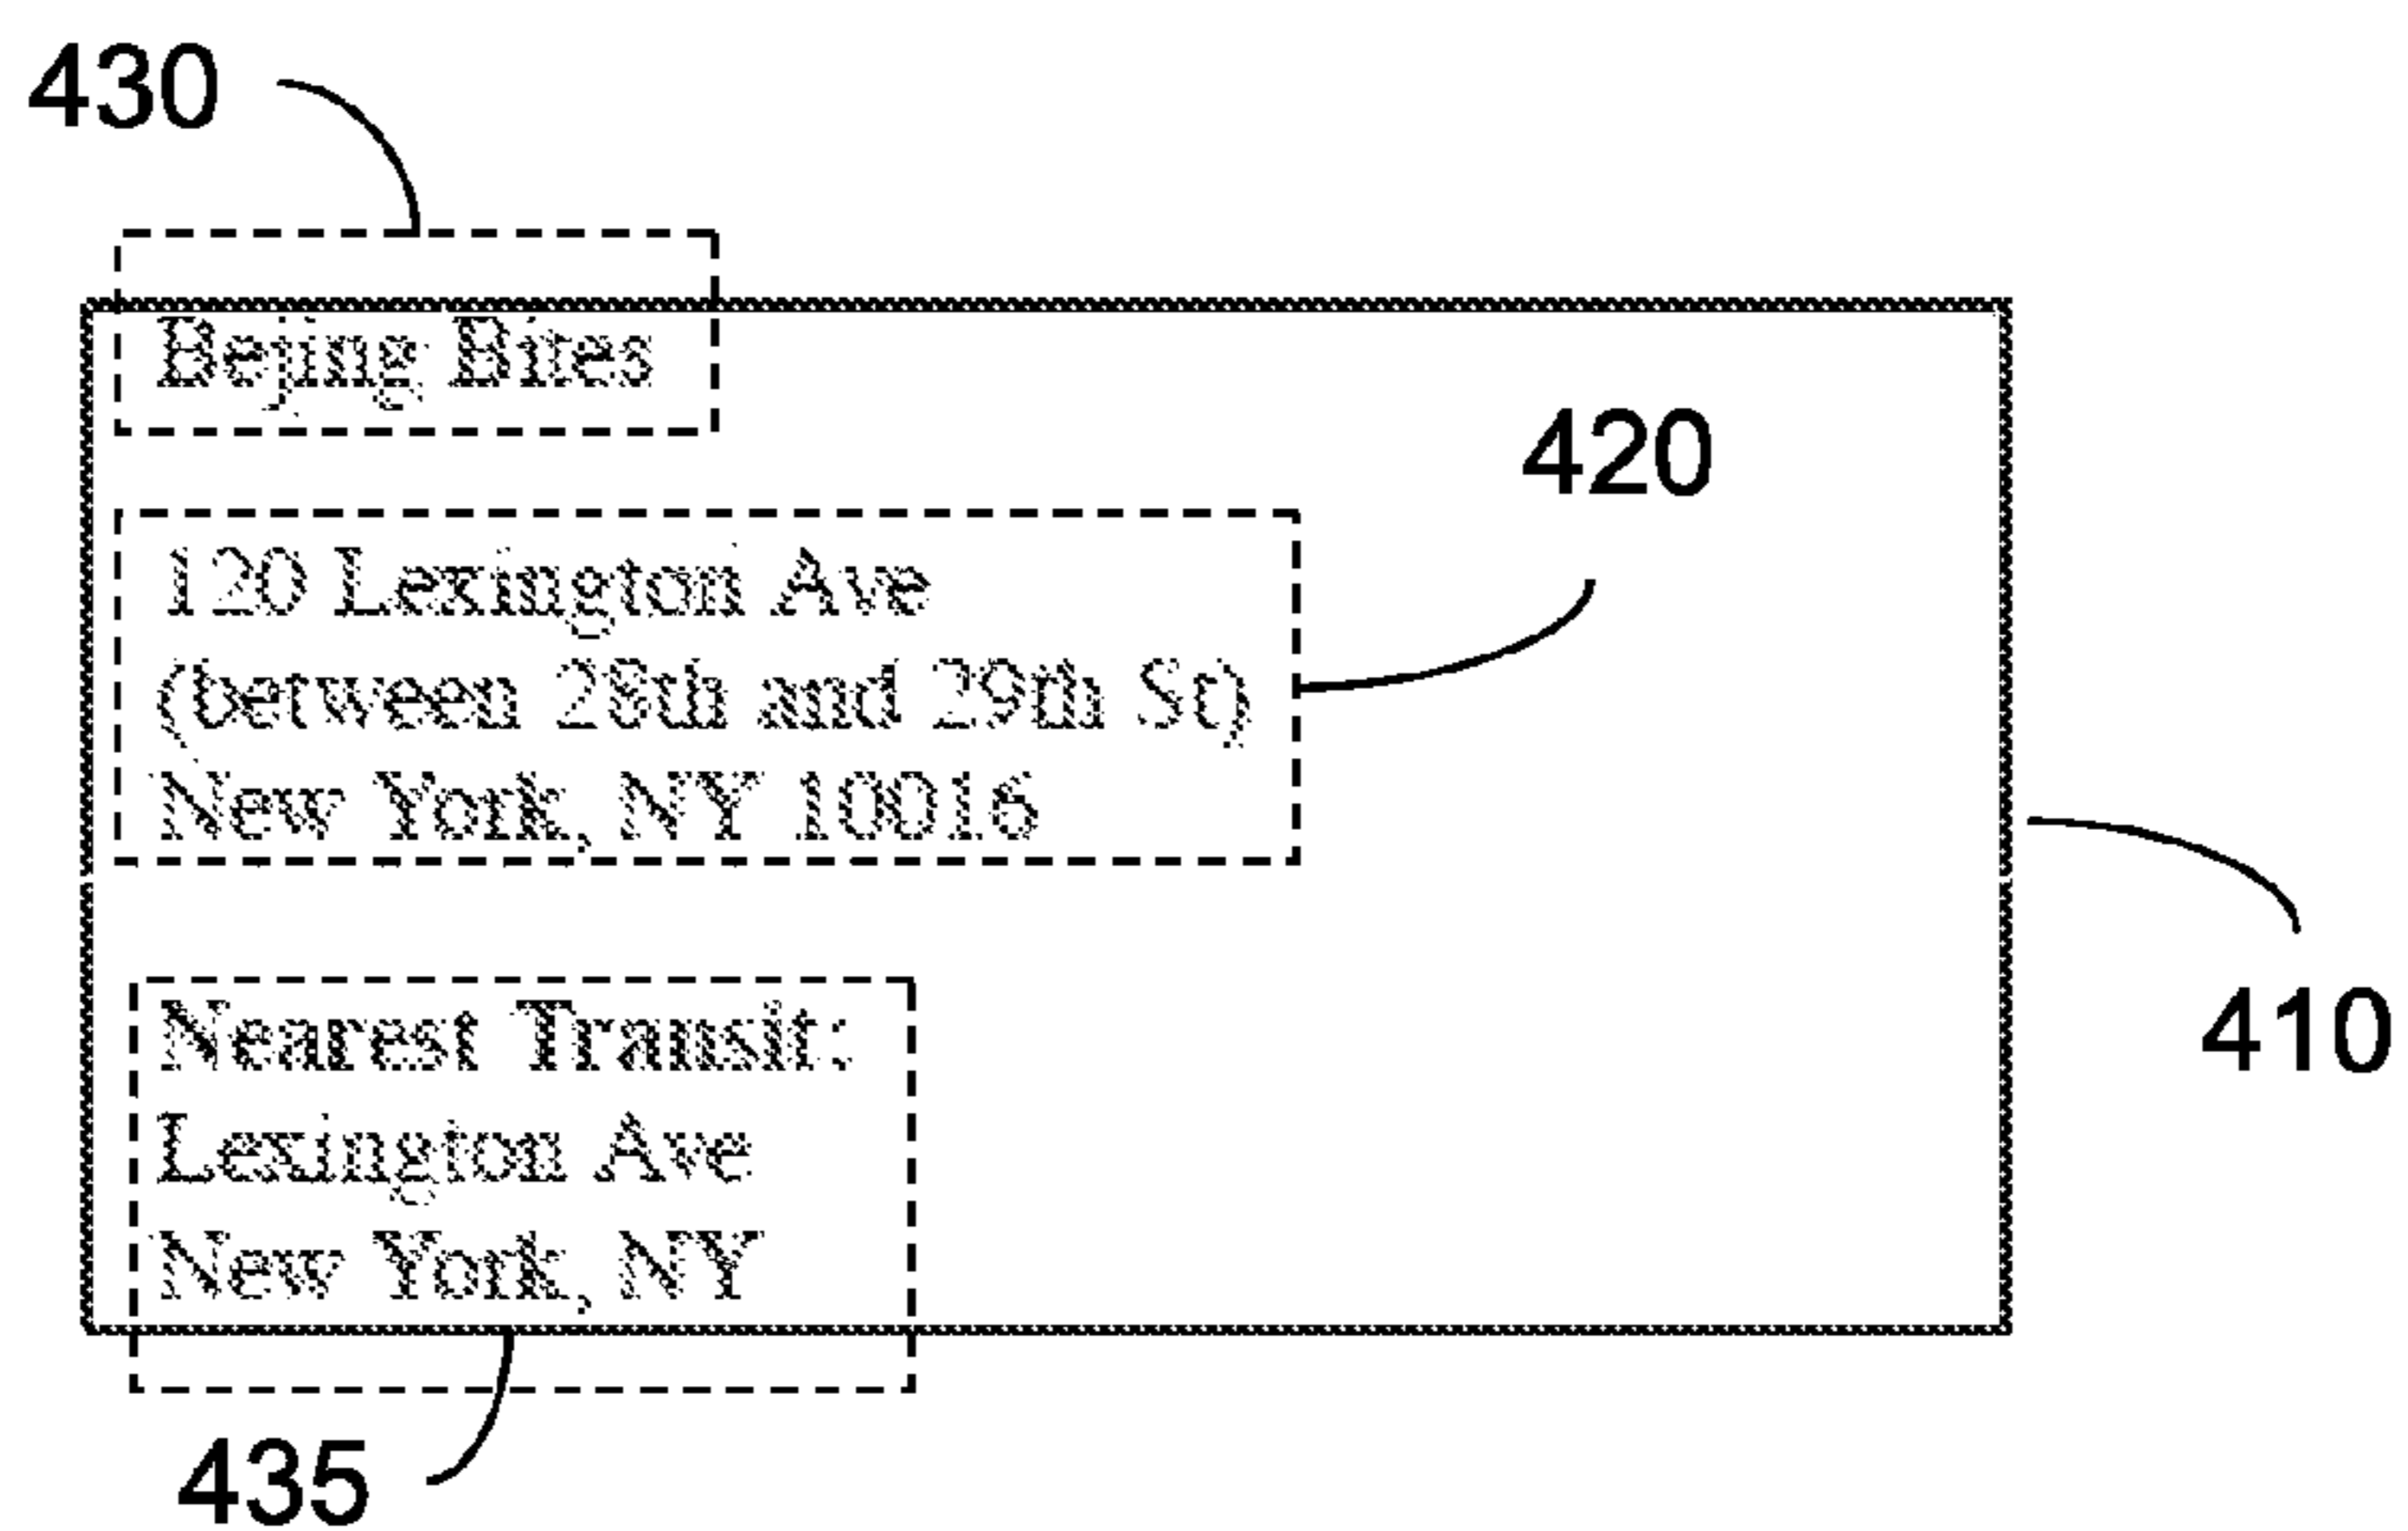 430
Bejing Bites
420
120 Lexington Ave
(between 28th and 29th St)
New York, NY 10016
410
Nearest Transit:
Lexington Ave
New York, NY
435